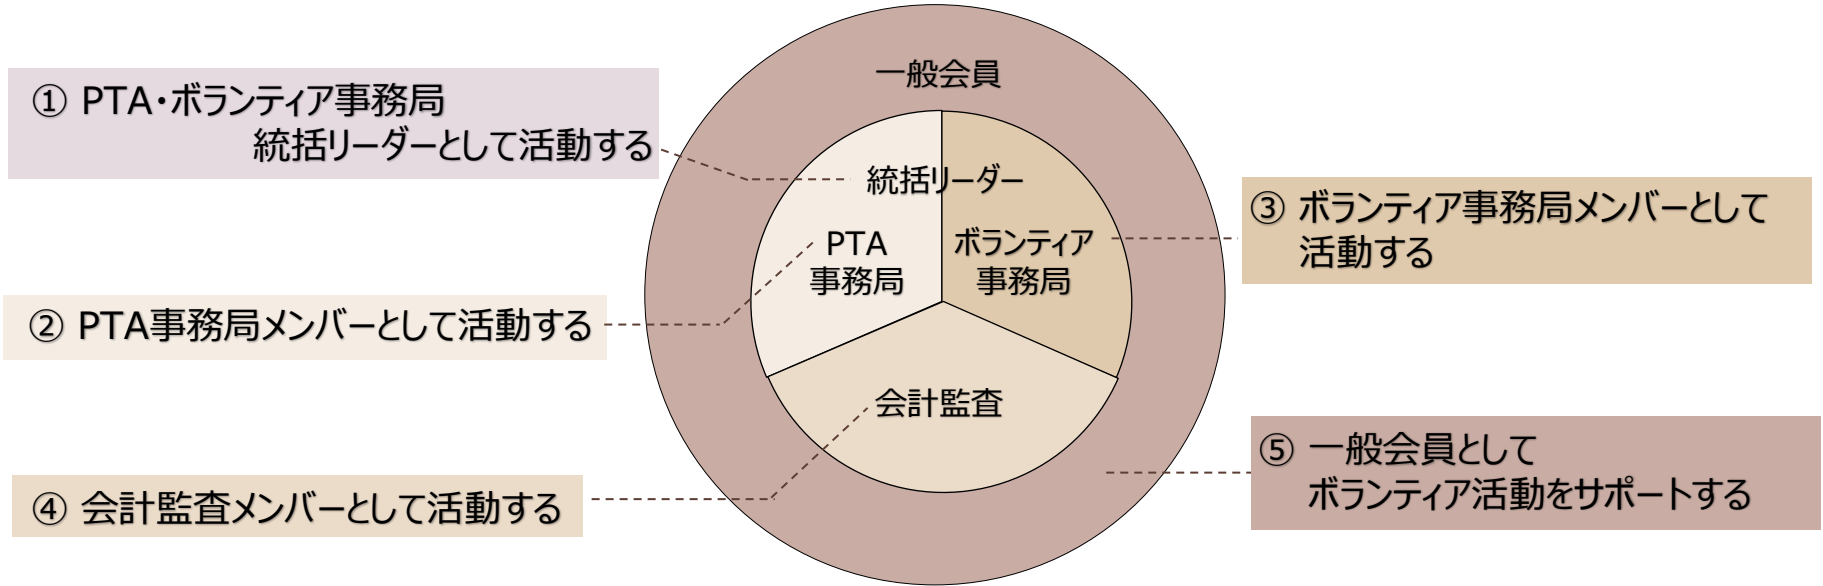 一般会員
① PTA・ボランティア事務局
統括リーダーとして活動する
統括リーダー
③ ボランティア事務局メンバーとして
活動する
PTA
事務局
ボランティア
事務局
② PTA事務局メンバーとして活動する
会計監査
⑤ 一般会員として
ボランティア活動をサポートする
④ 会計監査メンバーとして活動する